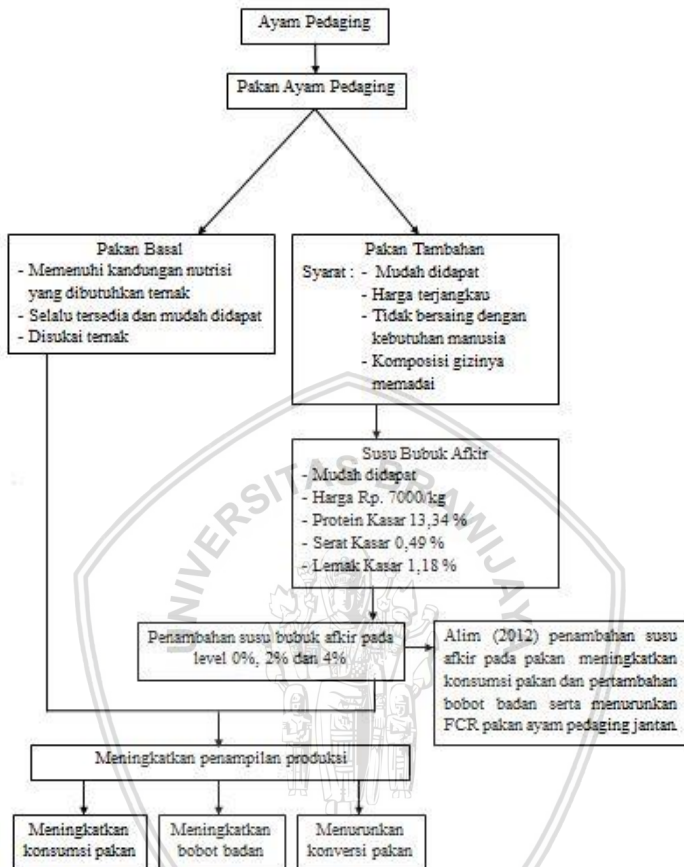 Ayam Pedaging
Pakan Ayam Pedaging
Pakan Basal
- Memenuhi kandungan nutrisi
yang dibutuhkan ternak
- Selalu tersedia dan mudah didapat
- Disukai ternak
Pakan Tambahan
Syarat : - Mudah didapat
- Harga terjangkau
- Tidak bersaing dengan
kebutuhan manusia
- Komposisi gizinya
memadai
Susu Bubuk Afkir
- Mudah didapat
- Harga Rp. 7000/kg
- Protein Kasar 13,34 %
- Serat Kasar 0,49 %
- Lemak Kasar 1,18 %
Penambahan susu bubuk afkir pada
level 0%, 2% dan 4%
Alim (2012) penambahan susu
afkir pada pakan meningkatkan
konsumsi pakan dan pertambahan
bobot badan serta menurunkan
FCR pakan ayam pedaging jantan.
Meningkatkan penampilan produksi
Meningkatkan
konsumsi pakan
Meningkatkan
bobot badan
Menurunkan
konversi pakan
UNIVERSITAS BRAWIJAYA